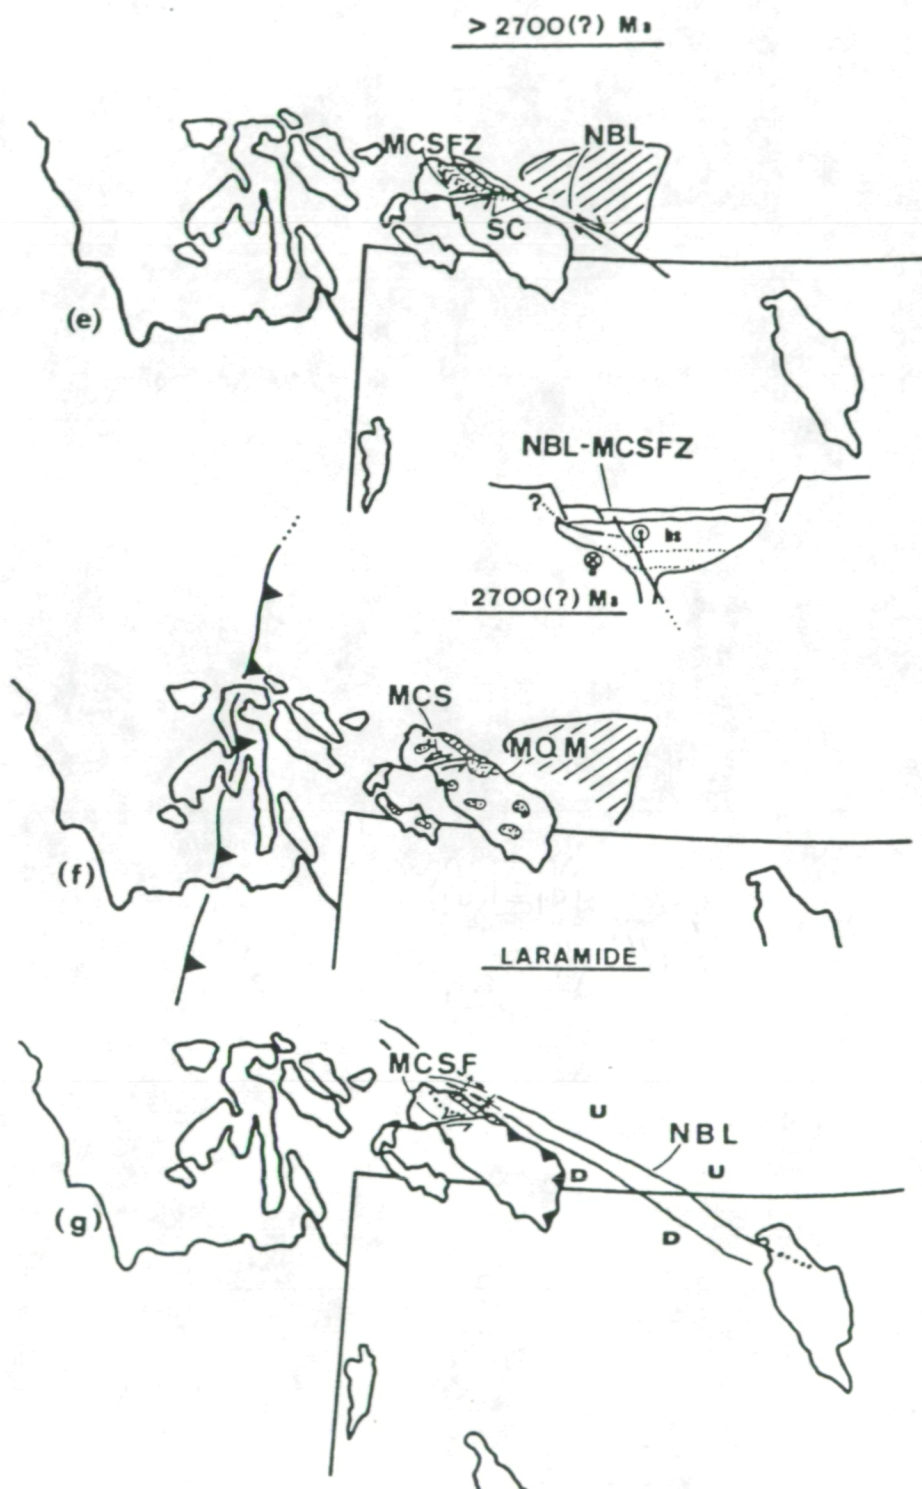 > 2700(?) Ma
MCSFZ
NBL
SC
(e)
NBL-MCSFZ
?
bs
2700(?) Ma
MCS
MQM
(f)
LARAMIDE
MCSF
U
NBL
U
D
(g)
D